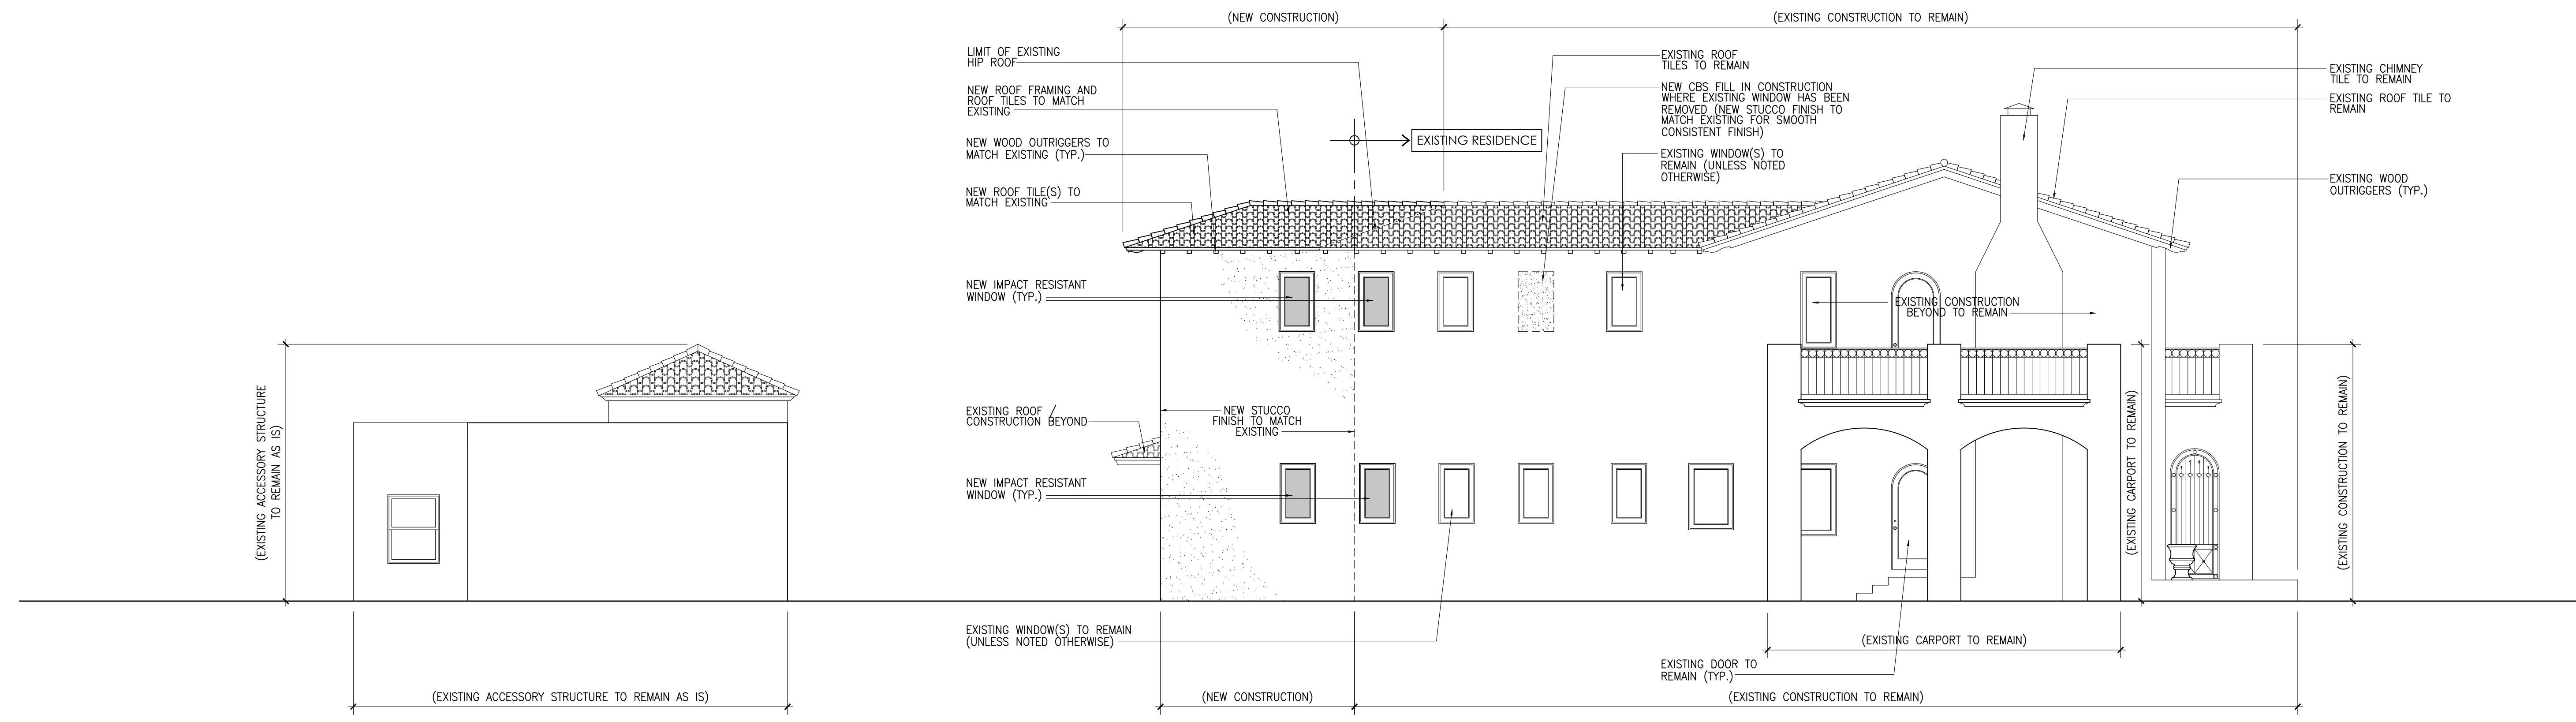 (NEW CONSTRUCTION)
(EXISTING CONSTRUCTION TO REMAIN)
LIMIT OF EXISTING
HIP ROOF
NEW ROOF FRAMING AND
ROOF TILES TO MATCH
EXISTING
NEW WOOD OUTRIGGERS TO
MATCH EXISTING (TYP.)
NEW ROOF TILE(S) TO
MATCH EXISTING
EXISTING RESIDENCE
EXISTING ROOF
TILES TO REMAIN
NEW CBS FILL IN CONSTRUCTION
WHERE EXISTING WINDOW HAS BEEN
REMOVED (NEW STUCCO FINISH TO
MATCH EXISTING FOR SMOOTH
CONSISTENT FINISH)
EXISTING WINDOW(S) TO
REMAIN (UNLESS NOTED
OTHERWISE)
EXISTING CHIMNEY
TILE TO REMAIN
EXISTING ROOF TILE TO
REMAIN
EXISTING WOOD
OUTRIGGERS (TYP.)
NEW IMPACT RESISTANT
WINDOW (TYP.)
EXISTING CONSTRUCTION
BEYOND TO REMAIN
(EXISTING ACCESSORY STRUCTURE
TO REMAIN AS IS)
EXISTING ROOF /
CONSTRUCTION BEYOND
NEW STUCCO
FINISH TO MATCH
EXISTING
(EXISTING CARPORT TO REMAIN)
(EXISTING CONSTRUCTION TO REMAIN)
NEW IMPACT RESISTANT
WINDOW (TYP.)
EXISTING WINDOW(S) TO REMAIN
(UNLESS NOTED OTHERWISE)
(EXISTING CARPORT TO REMAIN)
EXISTING DOOR TO
REMAIN (TYP.)
(EXISTING ACCESSORY STRUCTURE TO REMAIN AS IS)
(NEW CONSTRUCTION)
(EXISTING CONSTRUCTION TO REMAIN)